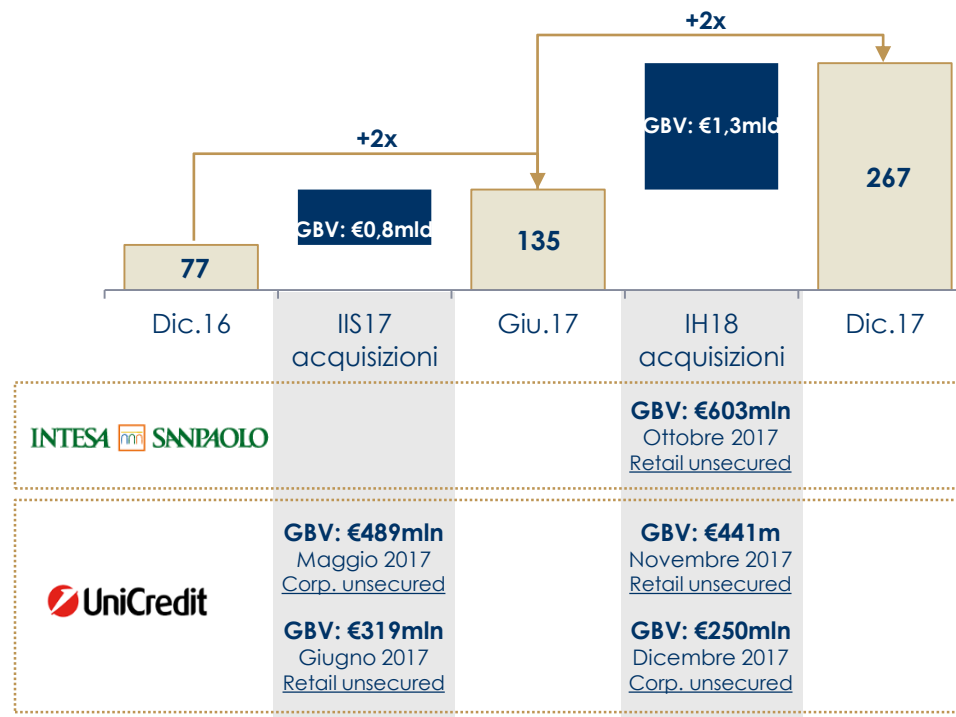 +2x
+2x
GBV: €1,3mld
GBV: €0,8mld
77
135
267
Dic.16
IIS17
acquisizioni
Giu.17
IH18
acquisizioni
Dic.17
INTESA SANPAOLO
GBV: €603mln
Ottobre 2017
Retail unsecured
UniCredit
GBV: €489mln
Maggio 2017
Corp. unsecured
GBV: €319mln
Giugno 2017
Retail unsecured
GBV: €441m
Novembre 2017
Retail unsecured
GBV: €250mln
Dicembre 2017
Corp. unsecured